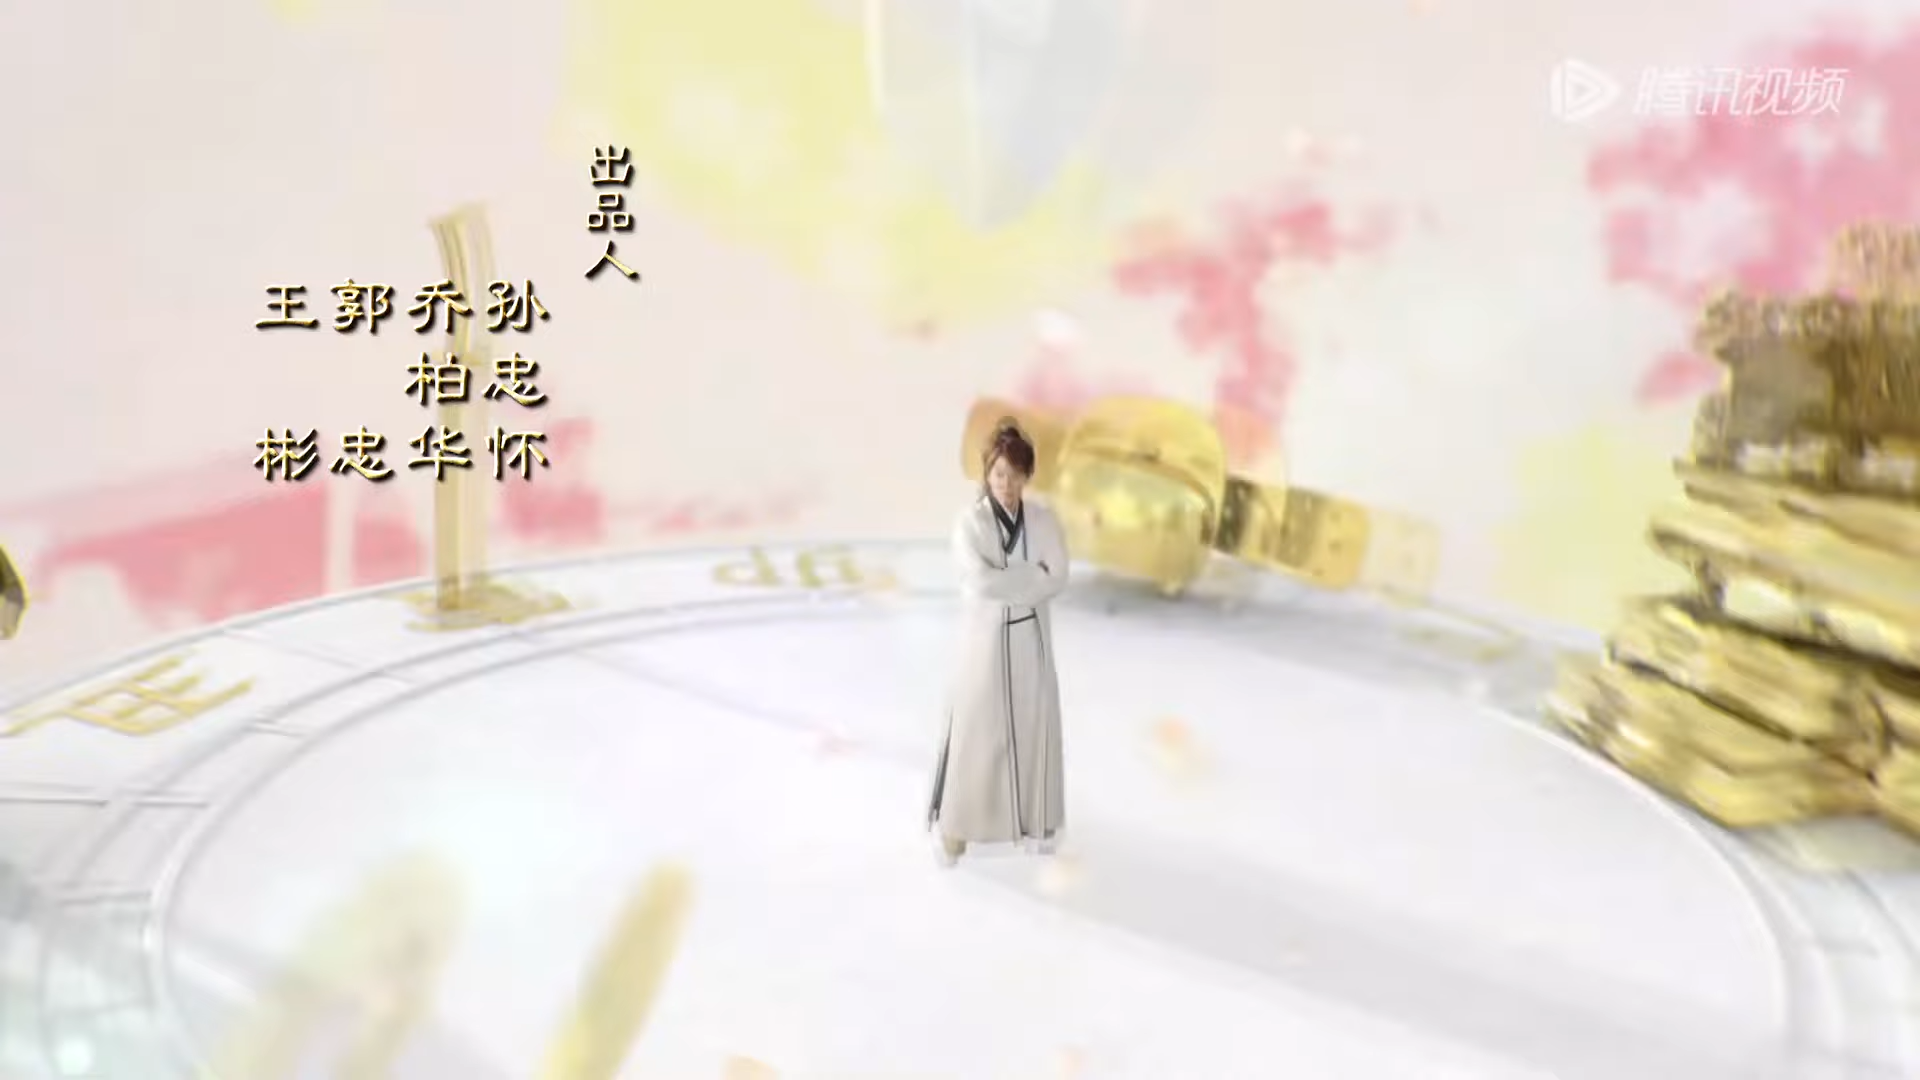 腾讯视频
出品人
孙忠怀
乔柏华
郭忠
王彬